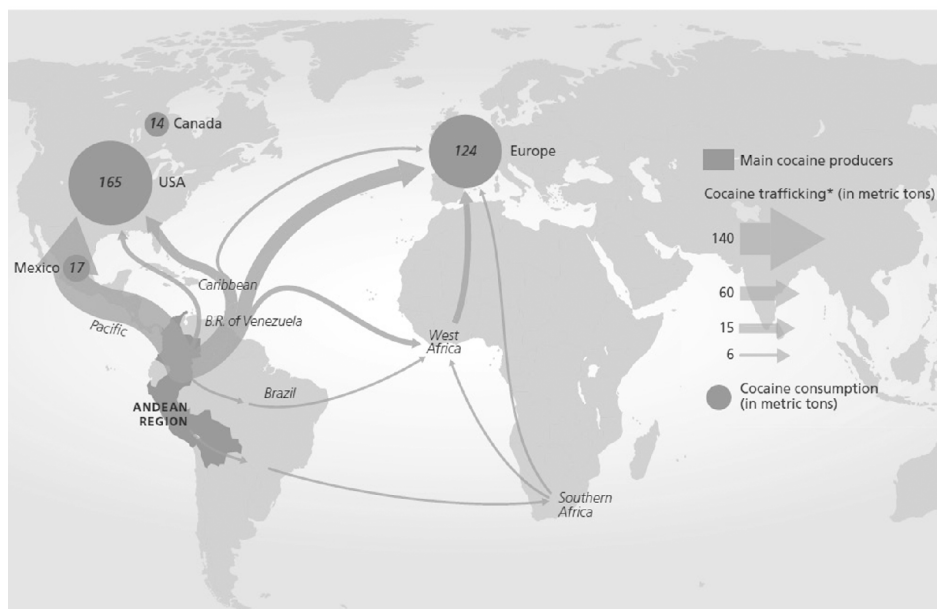 14 Canada
165 USA
124 Europe
Mexico 17
Pacific
Caribbean
B.R. of Venezuela
West
Africa
Brazil
ANDEAN
REGION
Southern
Africa
Main cocaine producers
Cocaine trafficking* (in metric tons)
140
60
15
6
Cocaine consumption
(in metric tons)